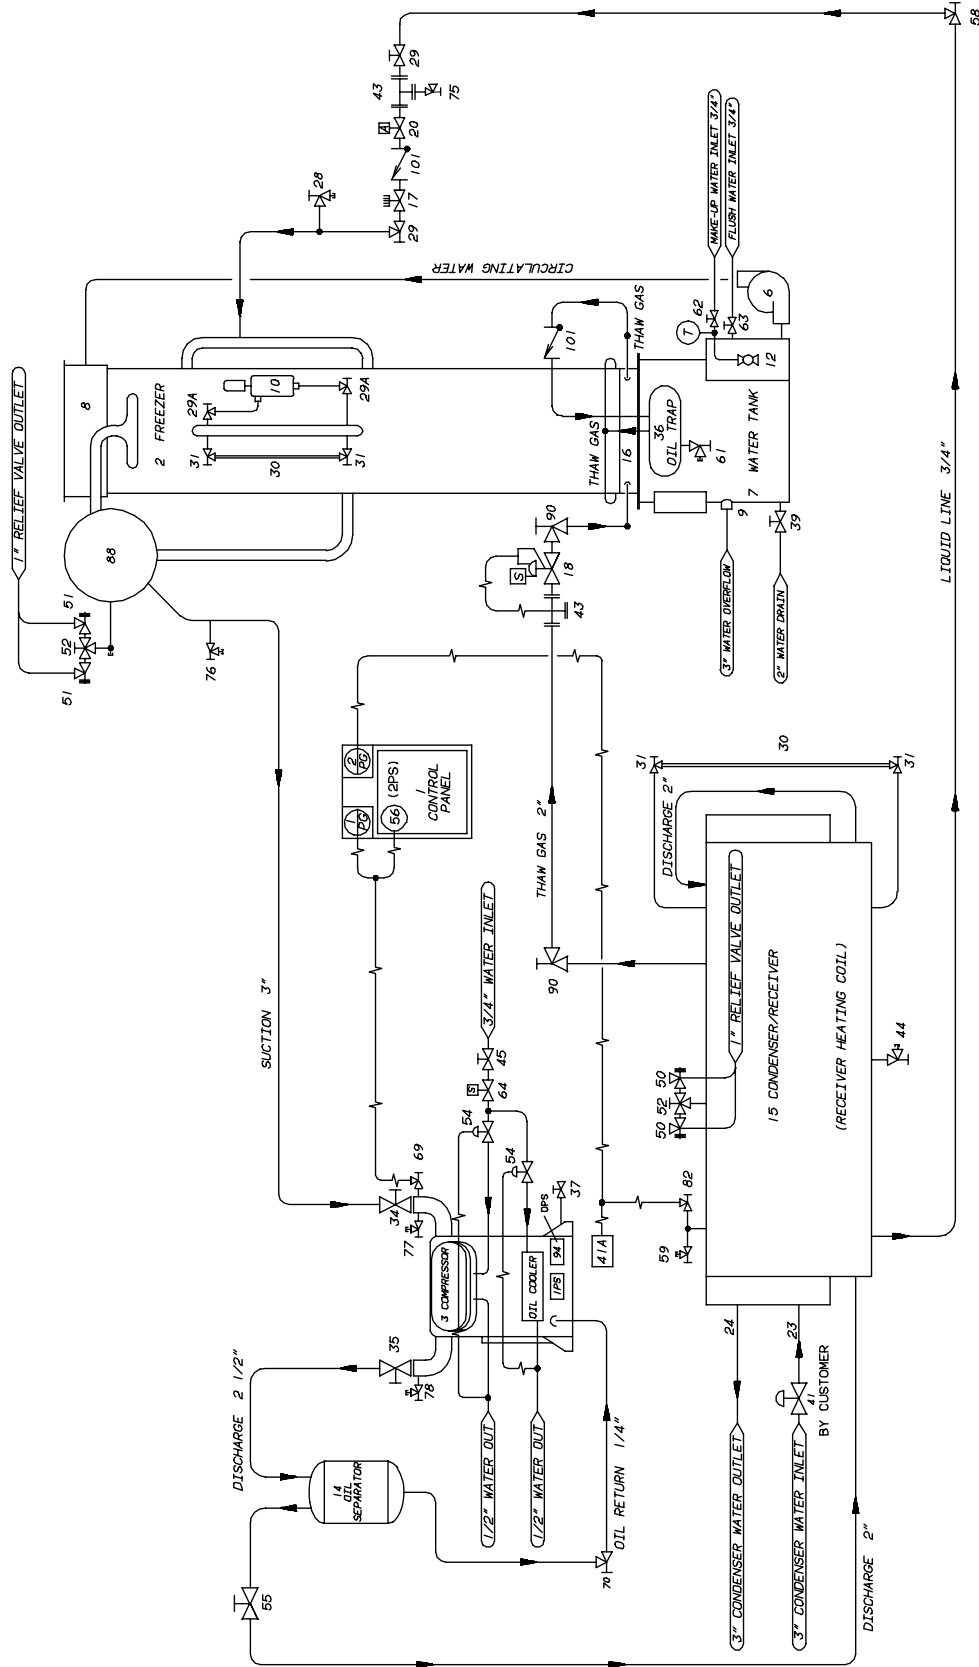 55
DISCHARGE 2 1/2"
14
OIL
SEPARATOR
35
78
SUCTION 3"
34
77
69
3 COMPRESSOR
OIL COOLER
1PS
94
OPS
37
54
54
64
45
3/4" WATER INLET
1/2" WATER OUT
1/2" WATER OUT
OIL RETURN 1/4"
70
1
PG
2
PG
56
(2PS)
1
CONTROL
PANEL
76
51
52
51
1" RELIEF VALVE OUTLET
88
8
2 FREEZER
31
30
31
29A
10
29A
CIRCULATING WATER
28
29
17
101
20
43
75
29
58
THAW GAS 2"
90
43
18
S
90
THAW GAS
16
THAW GAS
101
36
OIL TRAP
61
7 WATER TANK
9
39
3" WATER OVERFLOW
2" WATER DRAIN
12
T
62
63
6
MAKE-UP WATER INLET 3/4"
FLUSH WATER INLET 3/4"
41A
59
82
50
52
50
1" RELIEF VALVE OUTLET
15 CONDENSER/RECEIVER
(RECEIVER HEATING COIL)
44
DISCHARGE 2"
31
30
31
24
23
41
BY CUSTOMER
3" CONDENSER WATER OUTLET
3" CONDENSER WATER INLET
DISCHARGE 2"
LIQUID LINE 3/4"
90
S
A